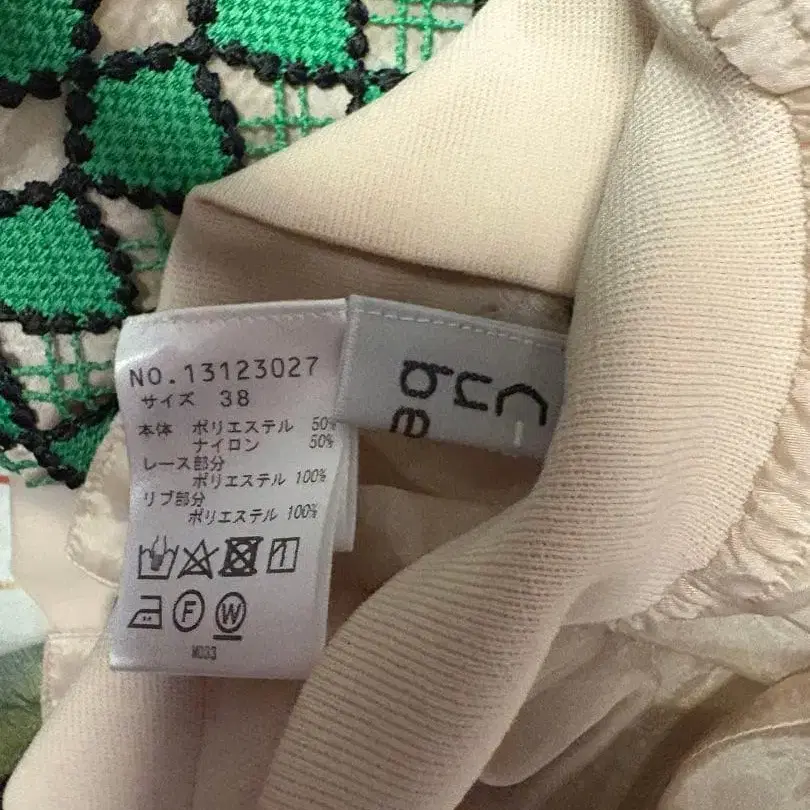 NO.13123027
サイズ 38
本体 ポリエステル 50%
ナイロン 50%
レース部分
ポリエステル 100%
リブ部分
ポリエステル 100%
F W
M033